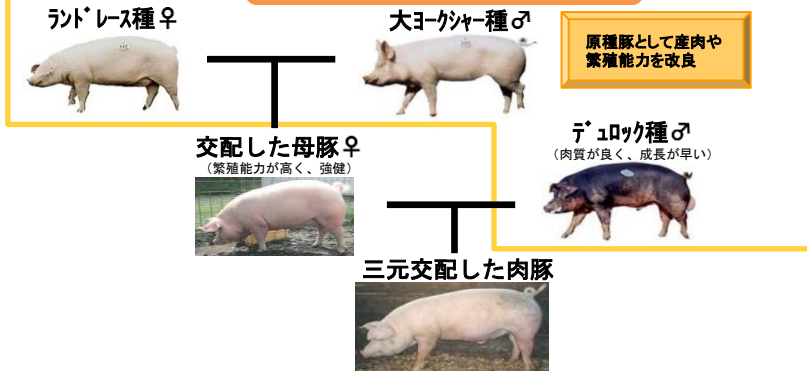 ランドレース種♀
大ヨークシャー種♂
原種豚として産肉や
繁殖能力を改良
交配した母豚♀
(繁殖能力が高く、強健)
デュロック種♂
(肉質が良く、成長が早い)
三元交配した肉豚